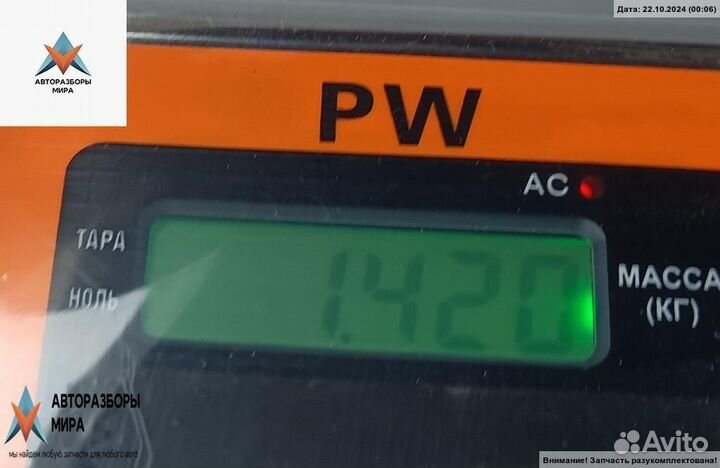 Дата: 22.10.2024 (00:06)
АВТОРАЗБОРЫ
МИРА
PW
AC
ТАРА
НОЛЬ
1.420
МАССА
(КГ)
АВТОРАЗБОРЫ
МИРА
мы найдем любую запчасти для любого авто
Avito
Внимание! Запчасть разукомплектована!